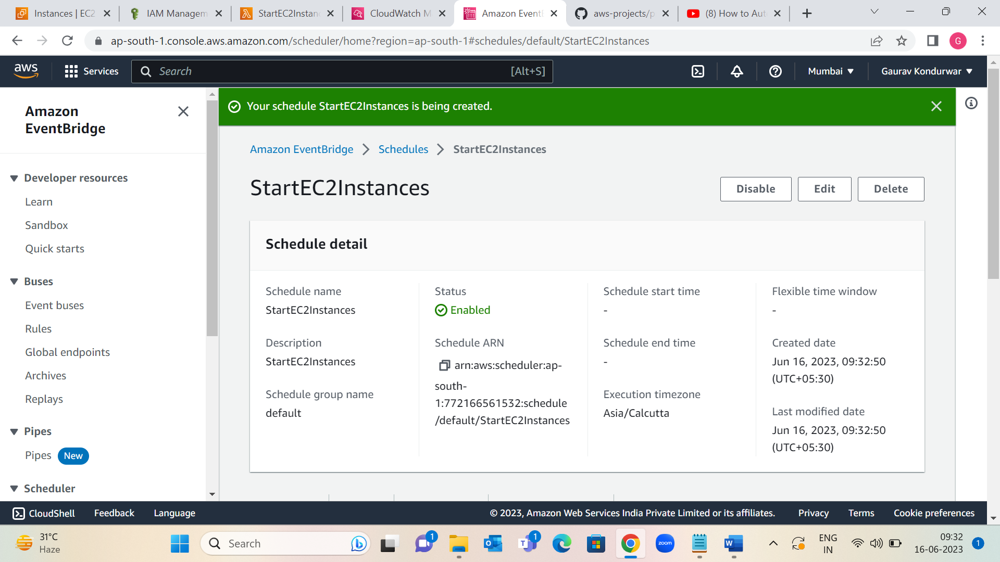 Instances | EC2
IAM Managem
StartEC2Instanc
CloudWatch M
Amazon EventB
aws-projects/p
(8) How to Auto
ap-south-1.console.aws.amazon.com/scheduler/home?region=ap-south-1#schedules/default/StartEC2Instances
G
aws
Services
Search
[Alt+S]
Mumbai
Gaurav Kondurwar
Amazon
EventBridge
Developer resources
Learn
Sandbox
Quick starts
Buses
Event buses
Rules
Global endpoints
Archives
Replays
Pipes
Pipes New
Scheduler
Your schedule StartEC2Instances is being created.
Amazon EventBridge > Schedules > StartEC2Instances
StartEC2Instances
Disable
Edit
Delete
Schedule detail
Schedule name
StartEC2Instances
Description
StartEC2Instances
Schedule group name
default
Status
Enabled
Schedule ARN
arn:aws:scheduler:ap-
south-
1:772166561532:schedule
/default/StartEC2Instances
Schedule start time
-
Schedule end time
-
Execution timezone
Asia/Calcutta
Flexible time window
-
Created date
Jun 16, 2023, 09:32:50
(UTC+05:30)
Last modified date
Jun 16, 2023, 09:32:50
(UTC+05:30)
CloudShell
Feedback
Language
© 2023, Amazon Web Services India Private Limited or its affiliates.
Privacy
Terms
Cookie preferences
31°C
Haze
Search
1
1
zoom
ENG
IN
09:32
16-06-2023
1